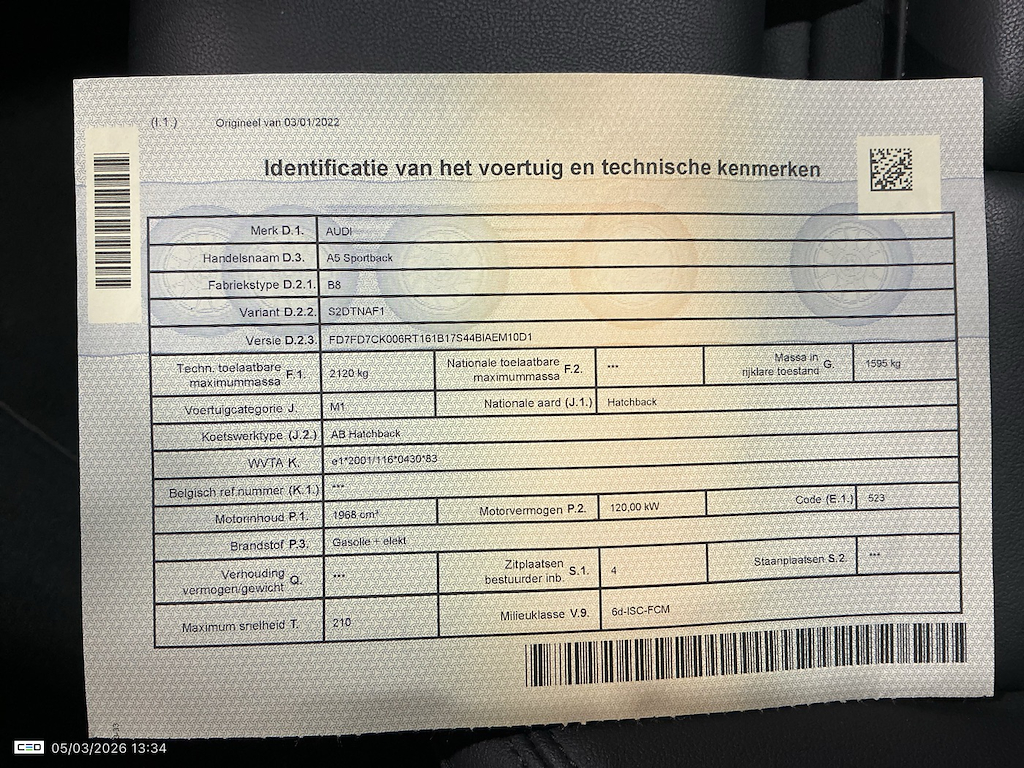 (I.1.) Origineel van 03/01/2022
Identificatie van het voertuig en technische kenmerken
Merk D.1. AUDI
Handelsnaam D.3. A5 Sportback
Fabriekstype D.2.1. B8
Variant D.2.2. S2DTNAF1
Versie D.2.3. FD7FD7CK006RT161B17S44BIAEM10D1
Techn. toelaatbare maximummassa F.1. 2120 kg Nationale toelaatbare maximummassa F.2. *** Massa in rijklare toestand G. 1595 kg
Voertuigcategorie J. M1 Nationale aard (J.1.) Hatchback
Koetswerktype (J.2.) AB Hatchback
WVTA K. e1*2001/116*0430*83
Belgisch ref.nummer (K.1.) ***
Motorinhoud P.1. 1968 cm³ Motorvermogen P.2. 120,00 kW Code (E.1.) 523
Brandstof P.3. Gasolie + elekt
Verhouding vermogen/gewicht Q. *** Zitplaatsen bestuurder inb. S.1. 4 Staanplaatsen S.2. ***
Maximum snelheid T. 210 Milieuklasse V.9. 6d-ISC-FCM
CEO 05/03/2026 13:34